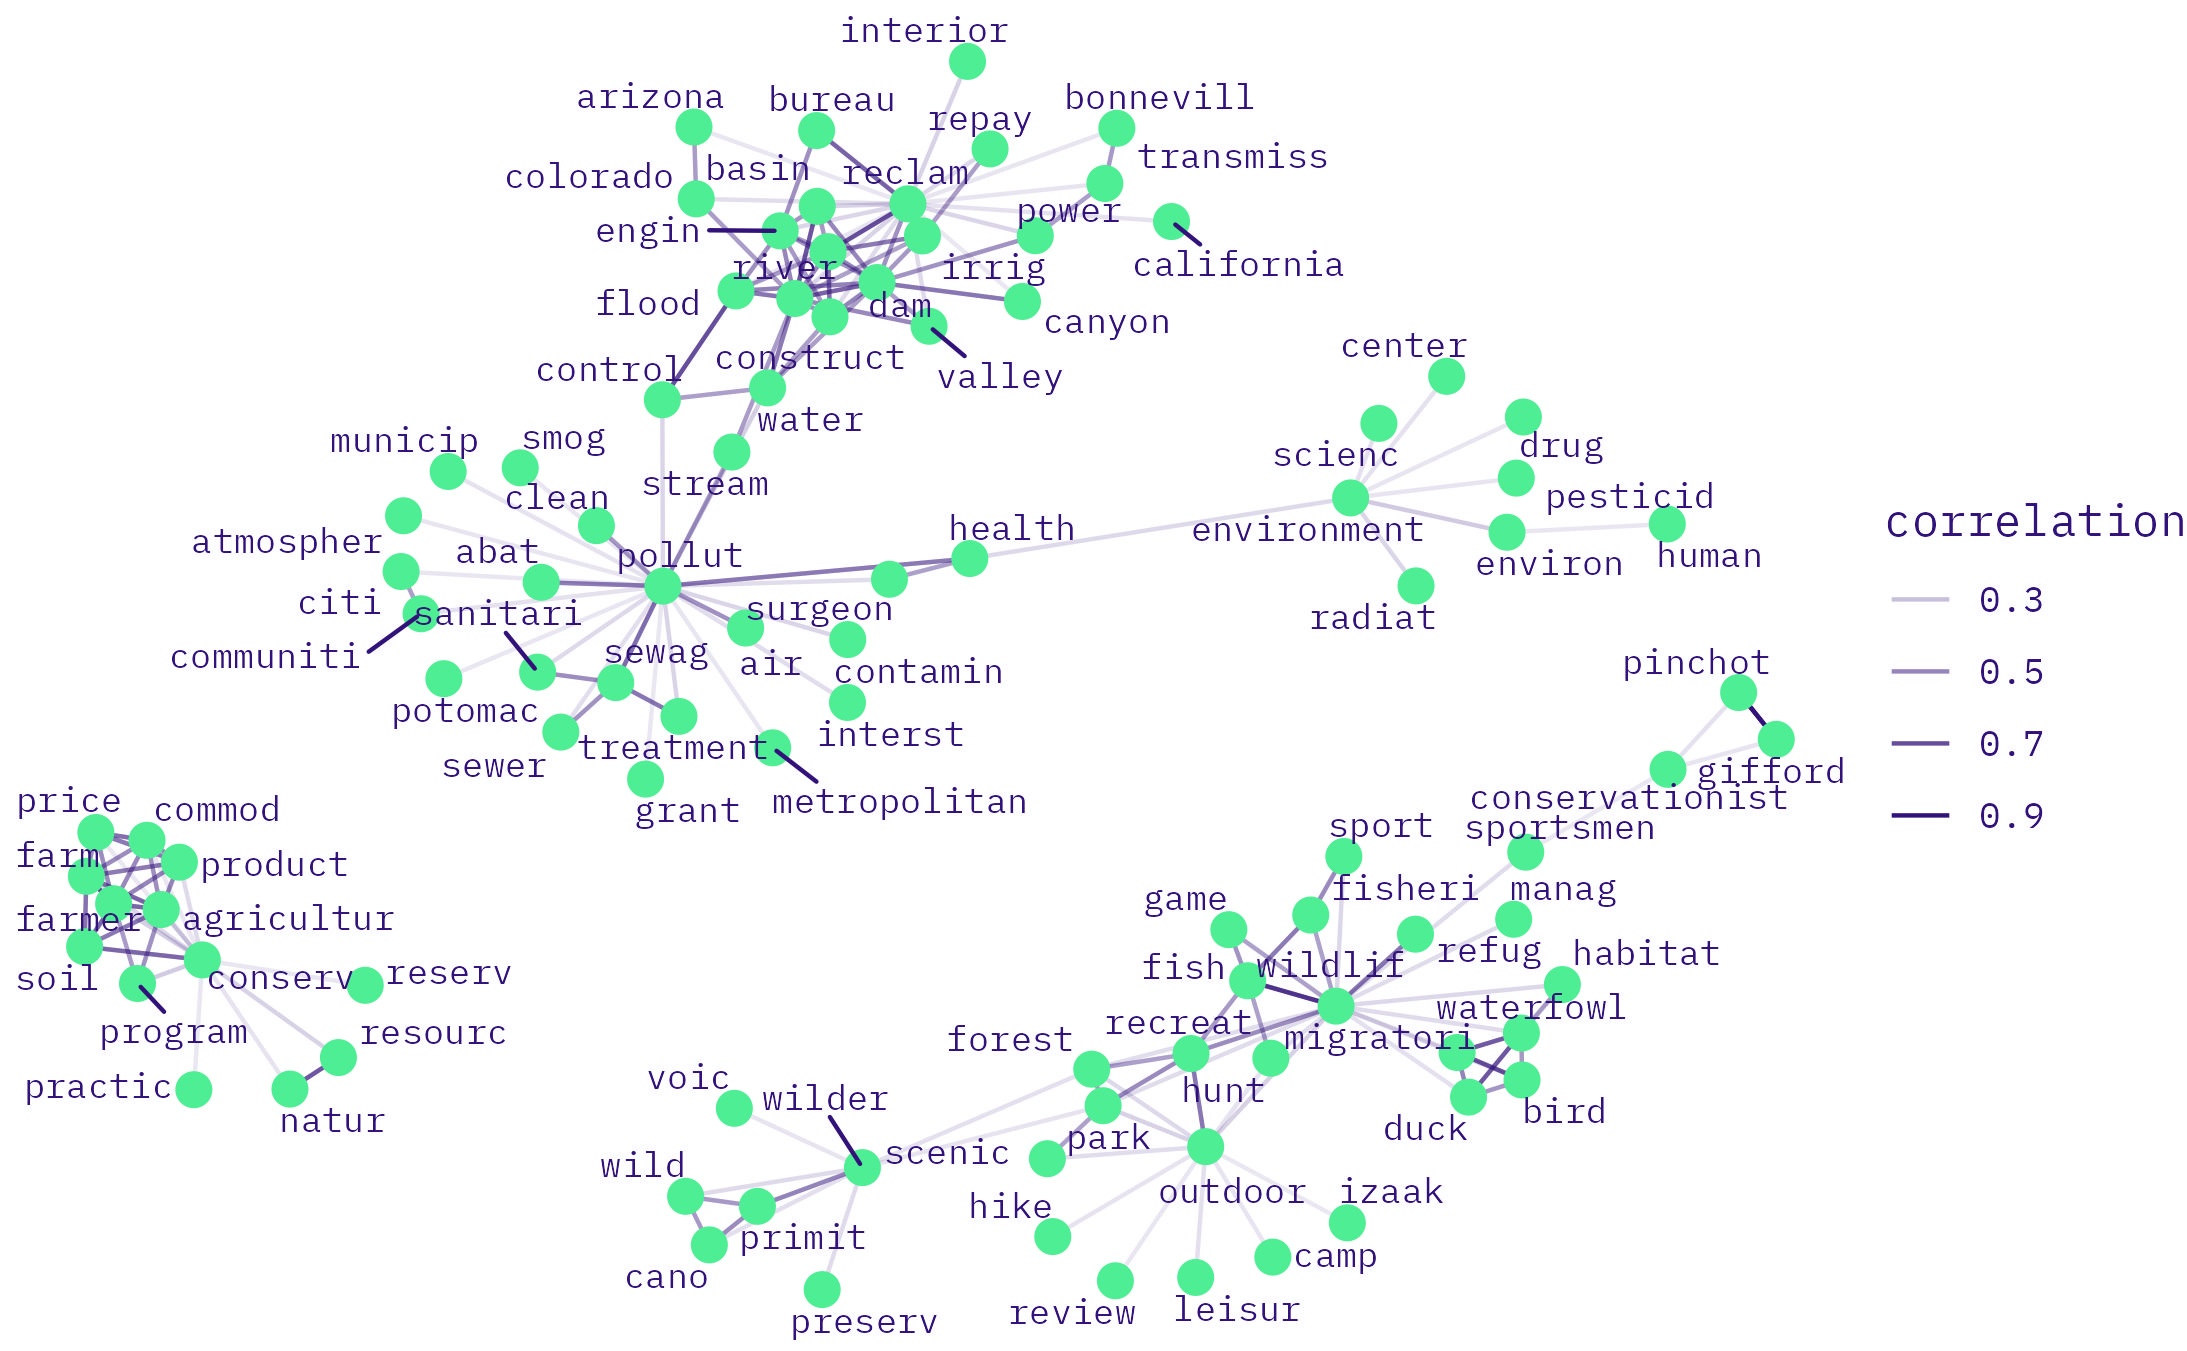 interior
arizona
bureau
bonnevill
repay
transmiss
colorado
basin
reclam
power
engin
river
irrig
california
flood
dam
canyon
control
construct
valley
water
center
municip
smog
stream
scienc
drug
clean
pesticid
atmospher
abat
pollut
health
environment
environ
human
citi
sanitari
surgeon
radiat
communiti
sewag
air
contamin
pinchot
potomac
treatment
interst
sewer
grant
metropolitan
gifford
conservationist
correlation
0.3
0.5
0.7
0.9
price
commod
farm
product
farmer
agricultur
soil
conserv
reserv
program
resourc
practic
natur
sport
sportsmen
game
fisheri
manag
fish
wildlif
refug
habitat
waterfowl
forest
recreat
migratori
voic
wilder
hunt
duck
bird
park
scenic
wild
outdoor
izaak
hike
primit
cano
camp
preserv
review
leisur